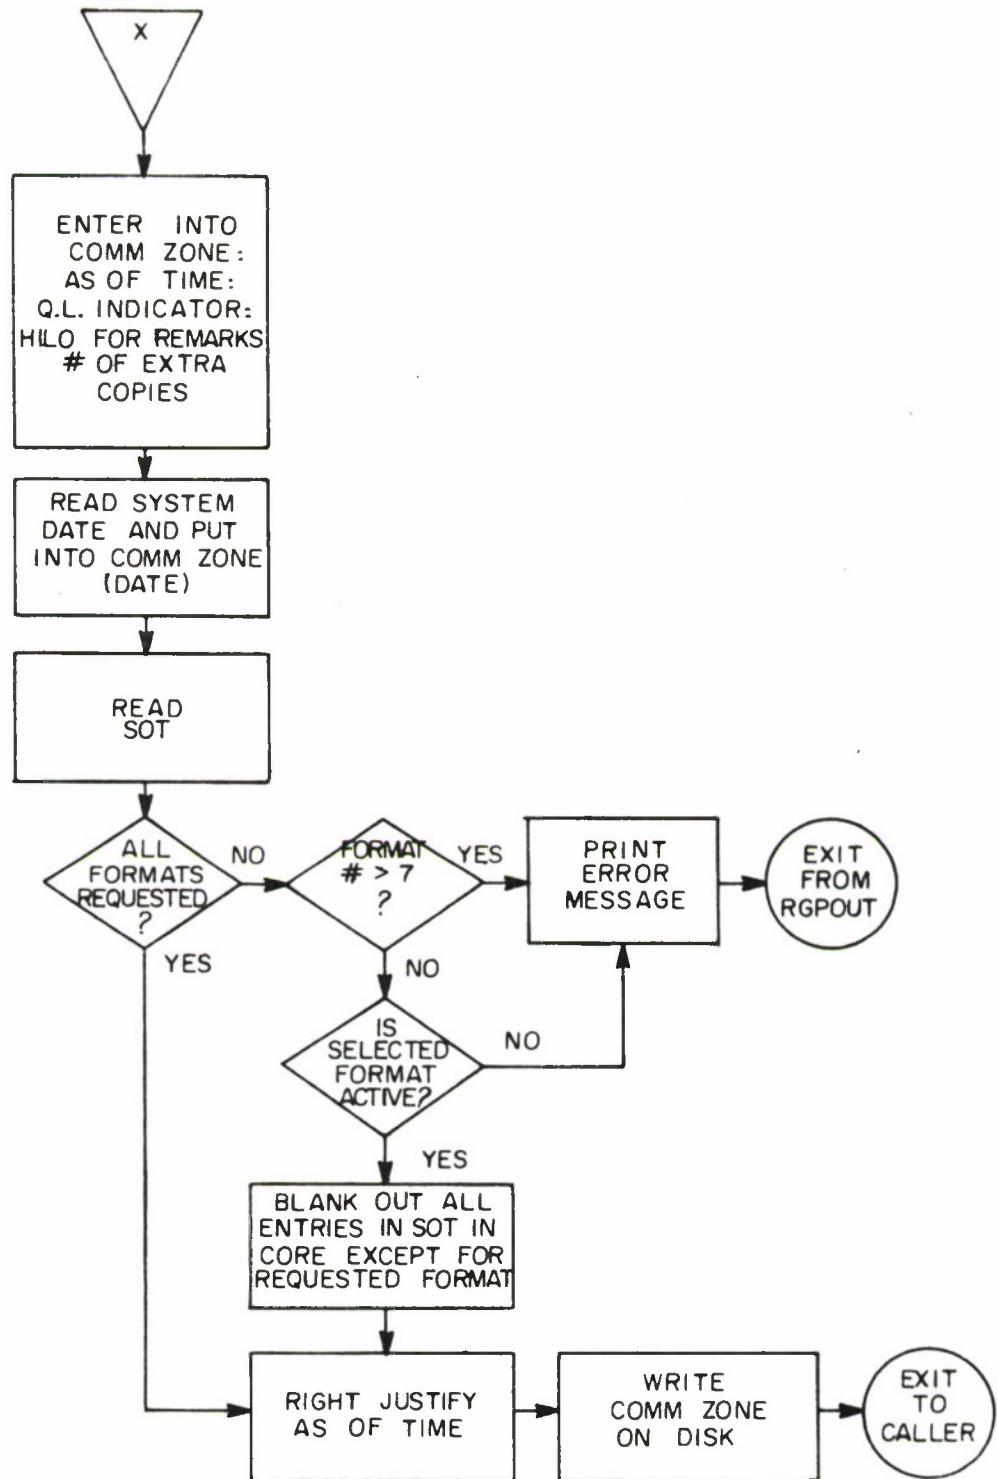 X
ENTER INTO
COMM ZONE:
AS OF TIME:
Q.L. INDICATOR:
HILO FOR REMARKS
# OF EXTRA
COPIES
READ SYSTEM
DATE AND PUT
INTO COMM ZONE
(DATE)
READ
SOT
ALL
FORMATS
REQUESTED
?
NO
YES
FORMAT
# > 7
?
YES
NO
PRINT
ERROR
MESSAGE
EXIT
FROM
RGPOUT
IS
SELECTED
FORMAT
ACTIVE?
NO
YES
BLANK OUT ALL
ENTRIES IN SOT IN
CORE EXCEPT FOR
REQUESTED FORMAT
RIGHT JUSTIFY
AS OF TIME
WRITE
COMM ZONE
ON DISK
EXIT
TO
CALLER